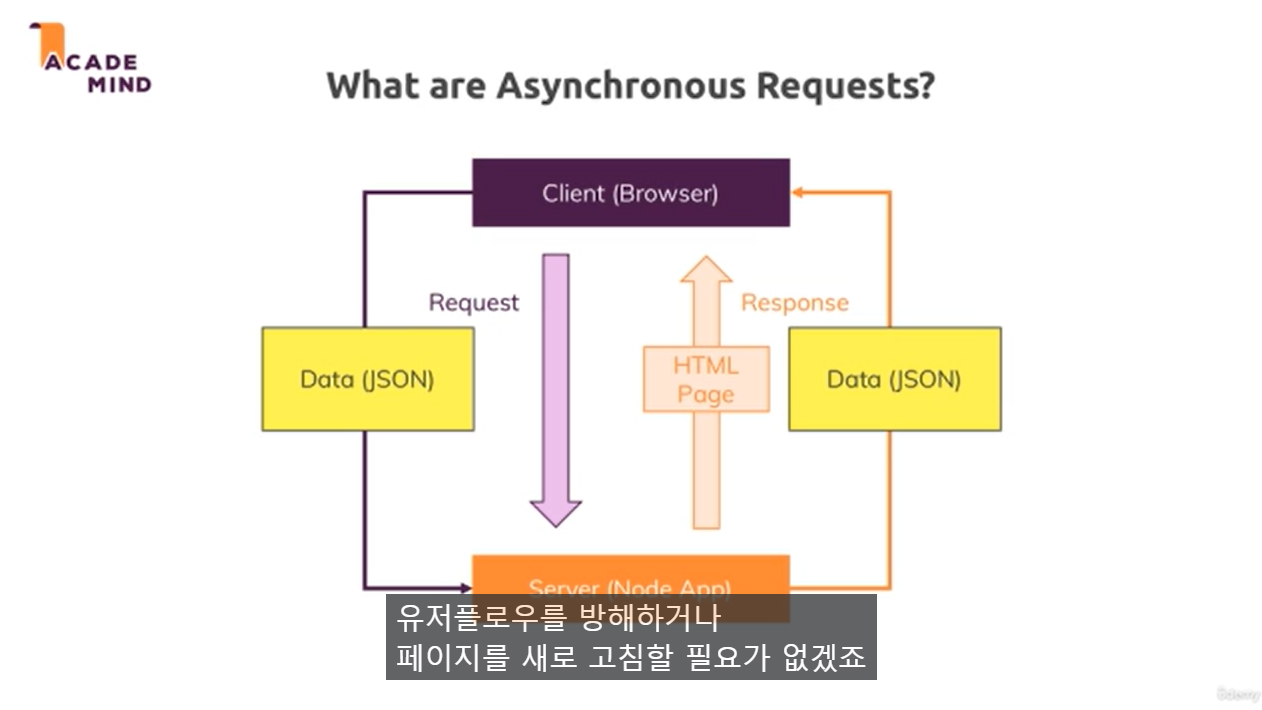 ACADE
MIND
What are Asynchronous Requests?
Client (Browser)
Request
Response
Data (JSON)
HTML
Page
Data (JSON)
Server (Node App)
유저플로우를 방해하거나
페이지를 새로 고침할 필요가 없겠죠
Udemy